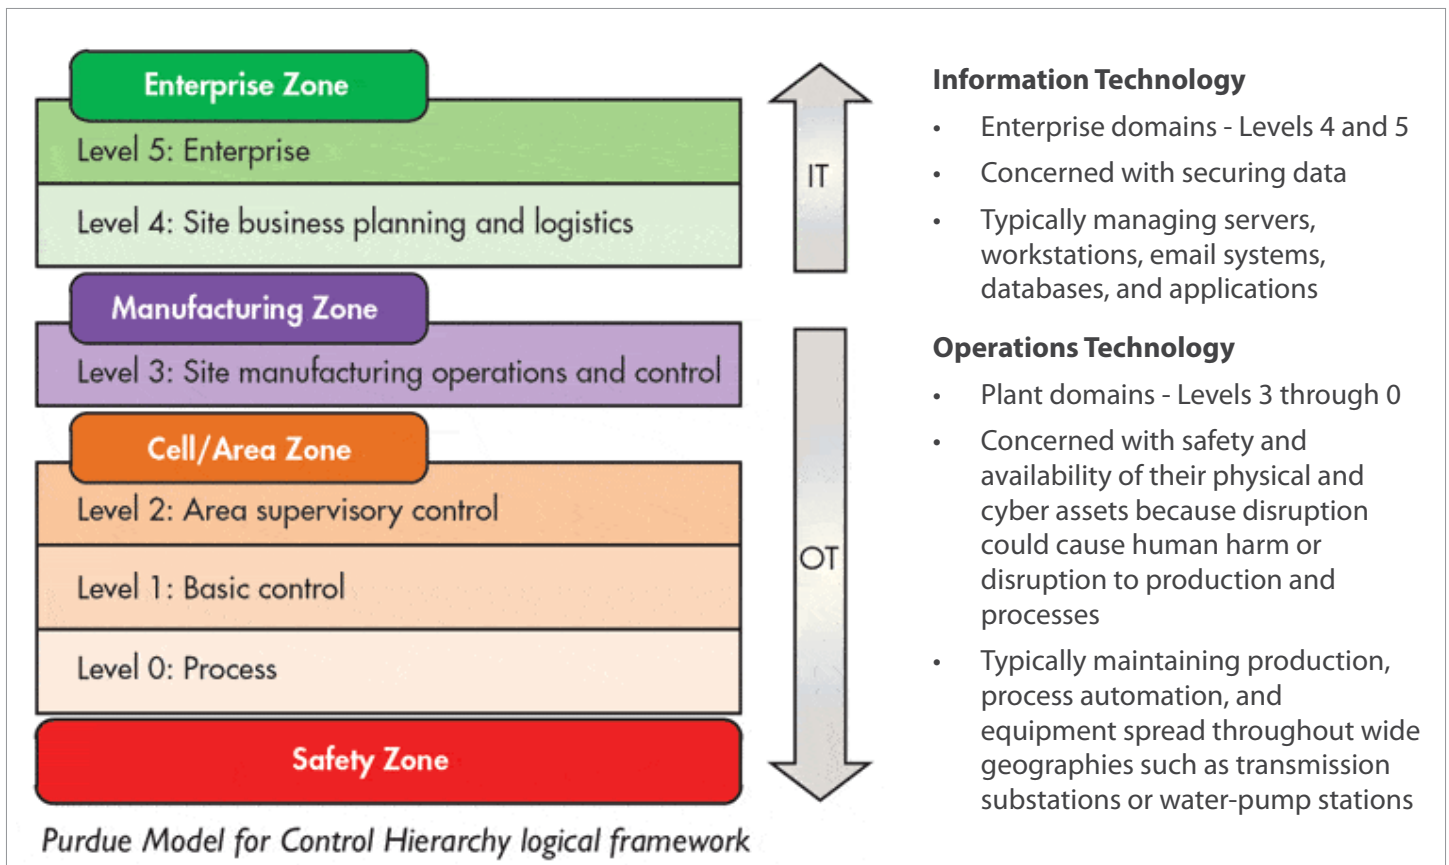 Enterprise Zone
Level 5: Enterprise
Level 4: Site business planning and logistics
Manufacturing Zone
Level 3: Site manufacturing operations and control
Cell/Area Zone
Level 2: Area supervisory control
Level 1: Basic control
Level 0: Process
Safety Zone
Purdue Model for Control Hierarchy logical framework
IT
OT
Information Technology
• Enterprise domains - Levels 4 and 5
• Concerned with securing data
• Typically managing servers,
workstations, email systems,
databases, and applications
Operations Technology
• Plant domains - Levels 3 through 0
• Concerned with safety and
availability of their physical and
cyber assets because disruption
could cause human harm or
disruption to production and
processes
• Typically maintaining production,
process automation, and
equipment spread throughout wide
geographies such as transmission
substations or water-pump stations